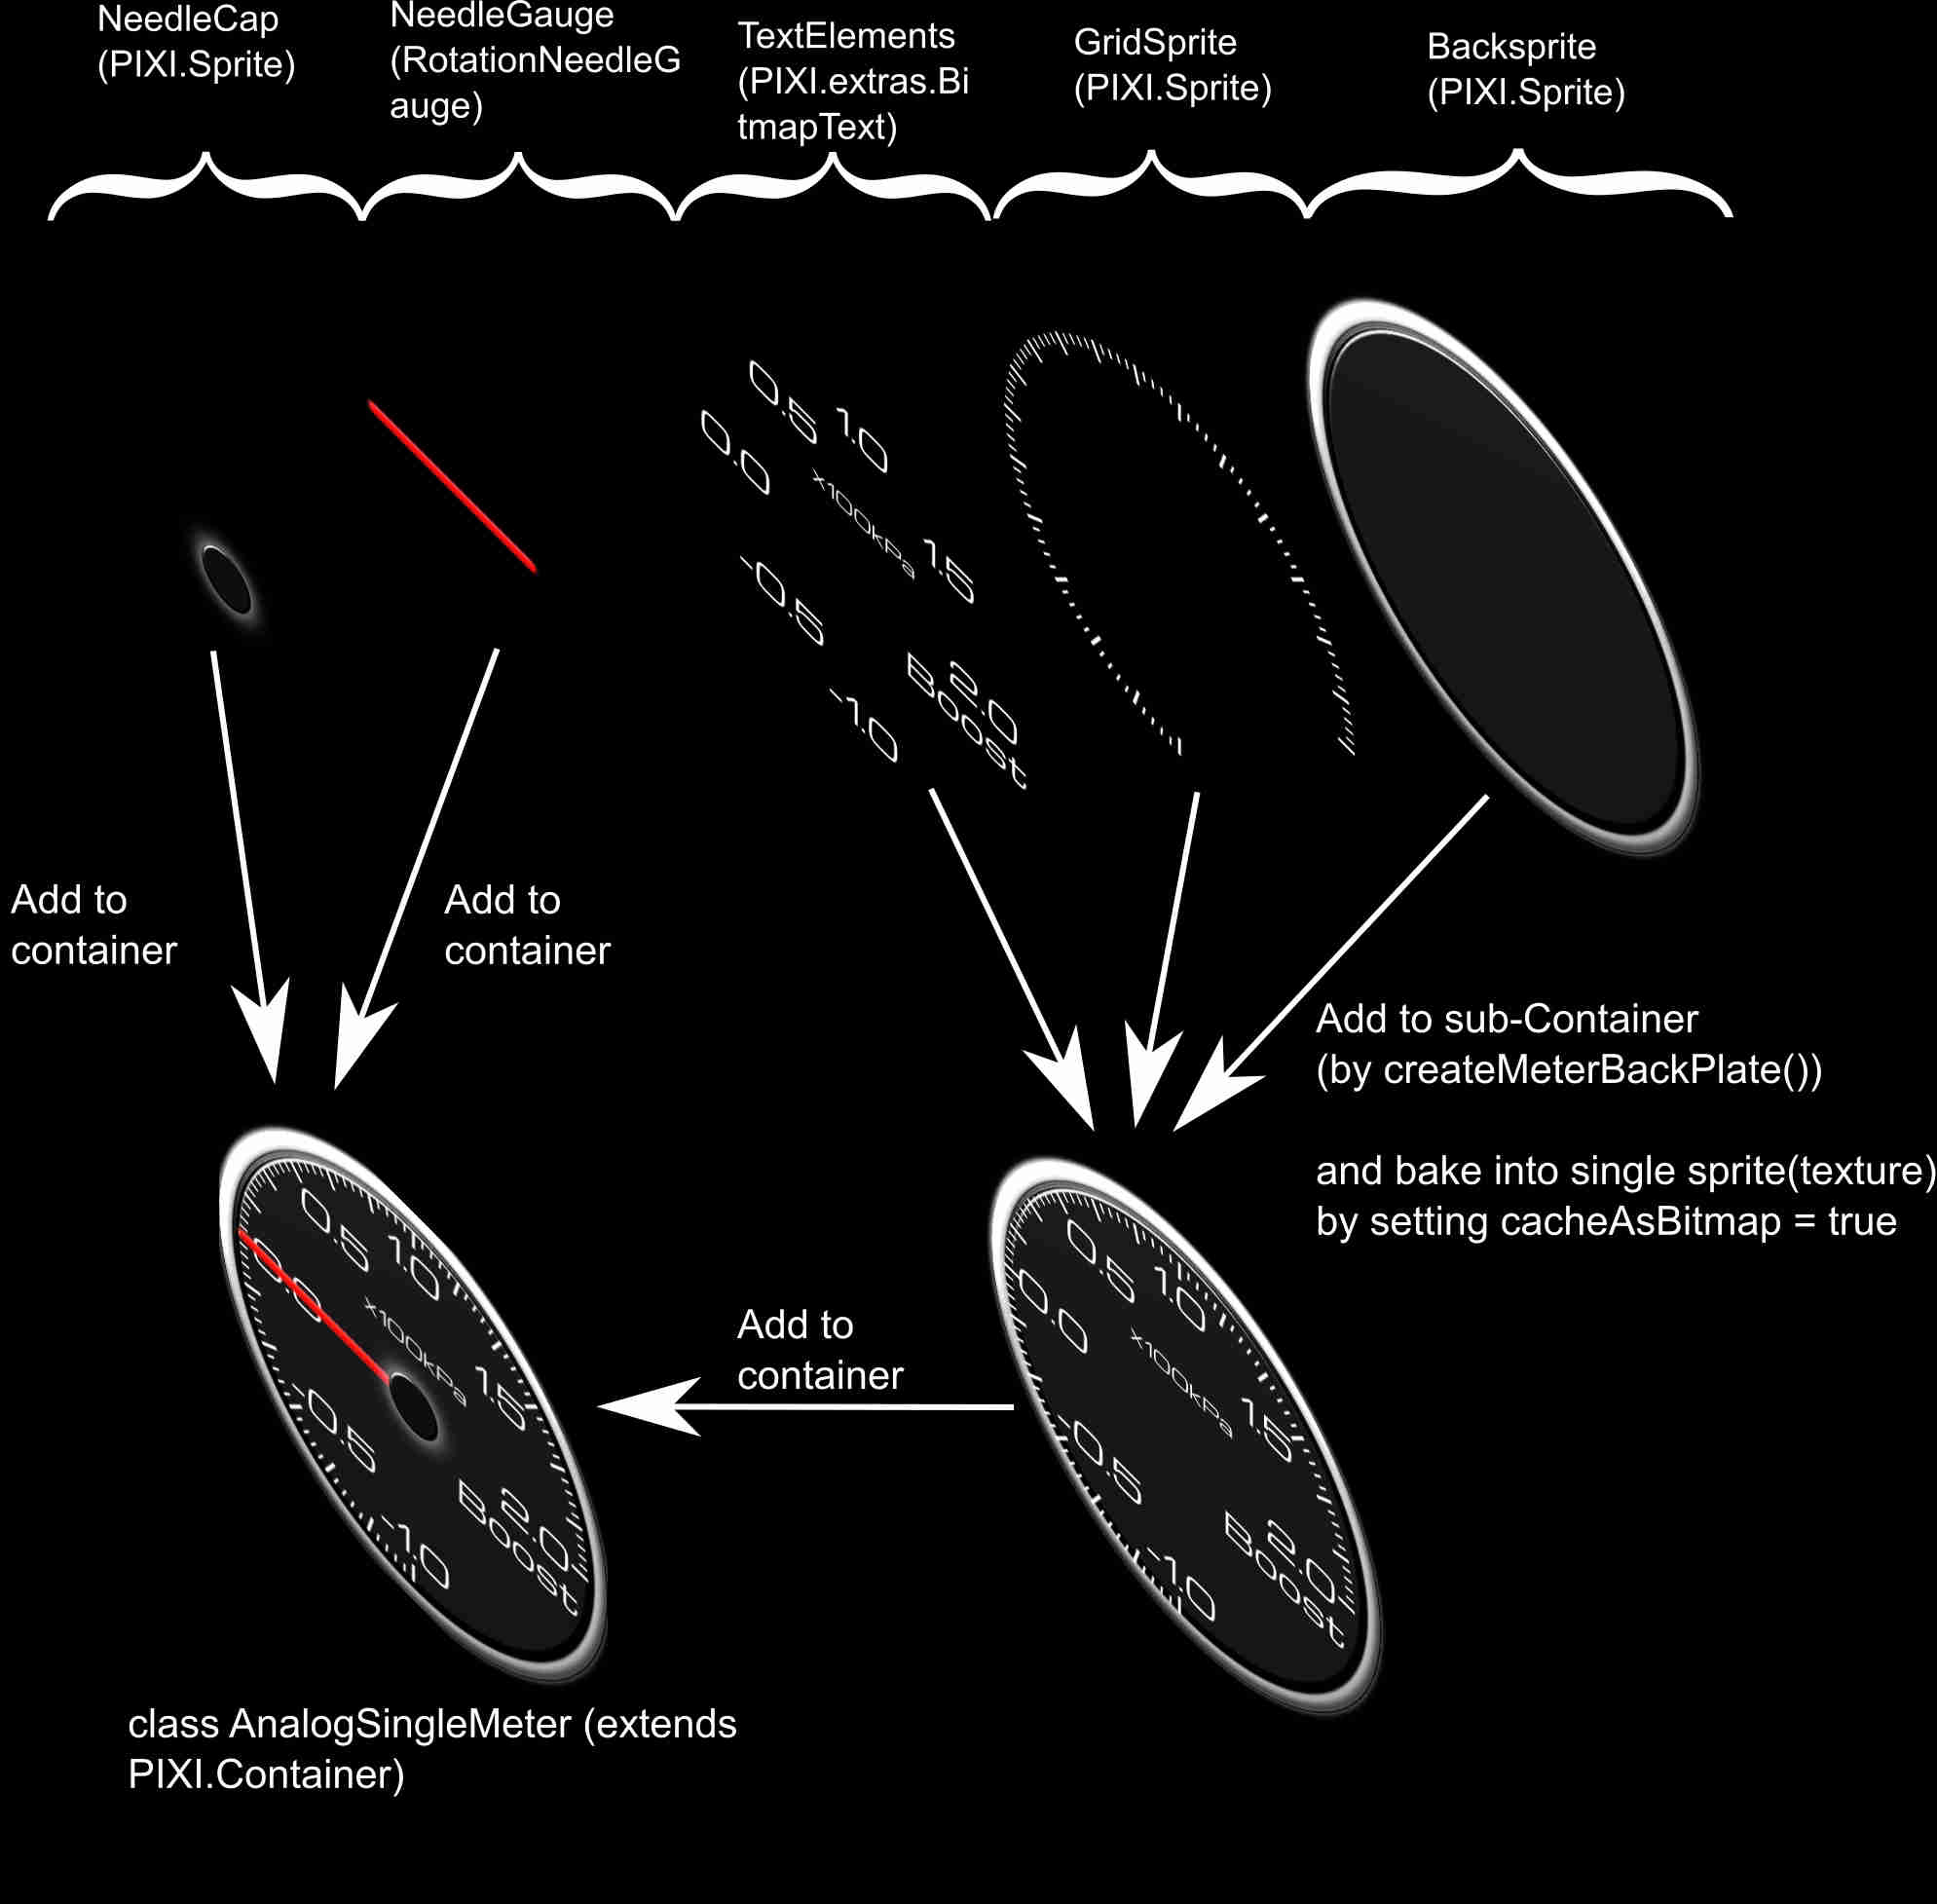 NeedleCap
(PIXI.Sprite)
NeedleGauge
(RotationNeedleG
auge)
TextElements
(PIXI.extras.Bi
tmapText)
GridSprite
(PIXI.Sprite)
Backsprite
(PIXI.Sprite)
0.5
1.0
0.0
x100kPa
1.5
-0.5
2.0
Boost
-1.0
Add to
container
Add to
container
Add to sub-Container
(by createMeterBackPlate())
and bake into single sprite(texture)
by setting cacheAsBitmap = true
0.5
1.0
0.0
x100kPa
1.5
-0.5
2.0
Boost
-1.0
Add to
container
0.5
1.0
0.0
x100kPa
1.5
-0.5
2.0
Boost
-1.0
class AnalogSingleMeter (extends
PIXI.Container)